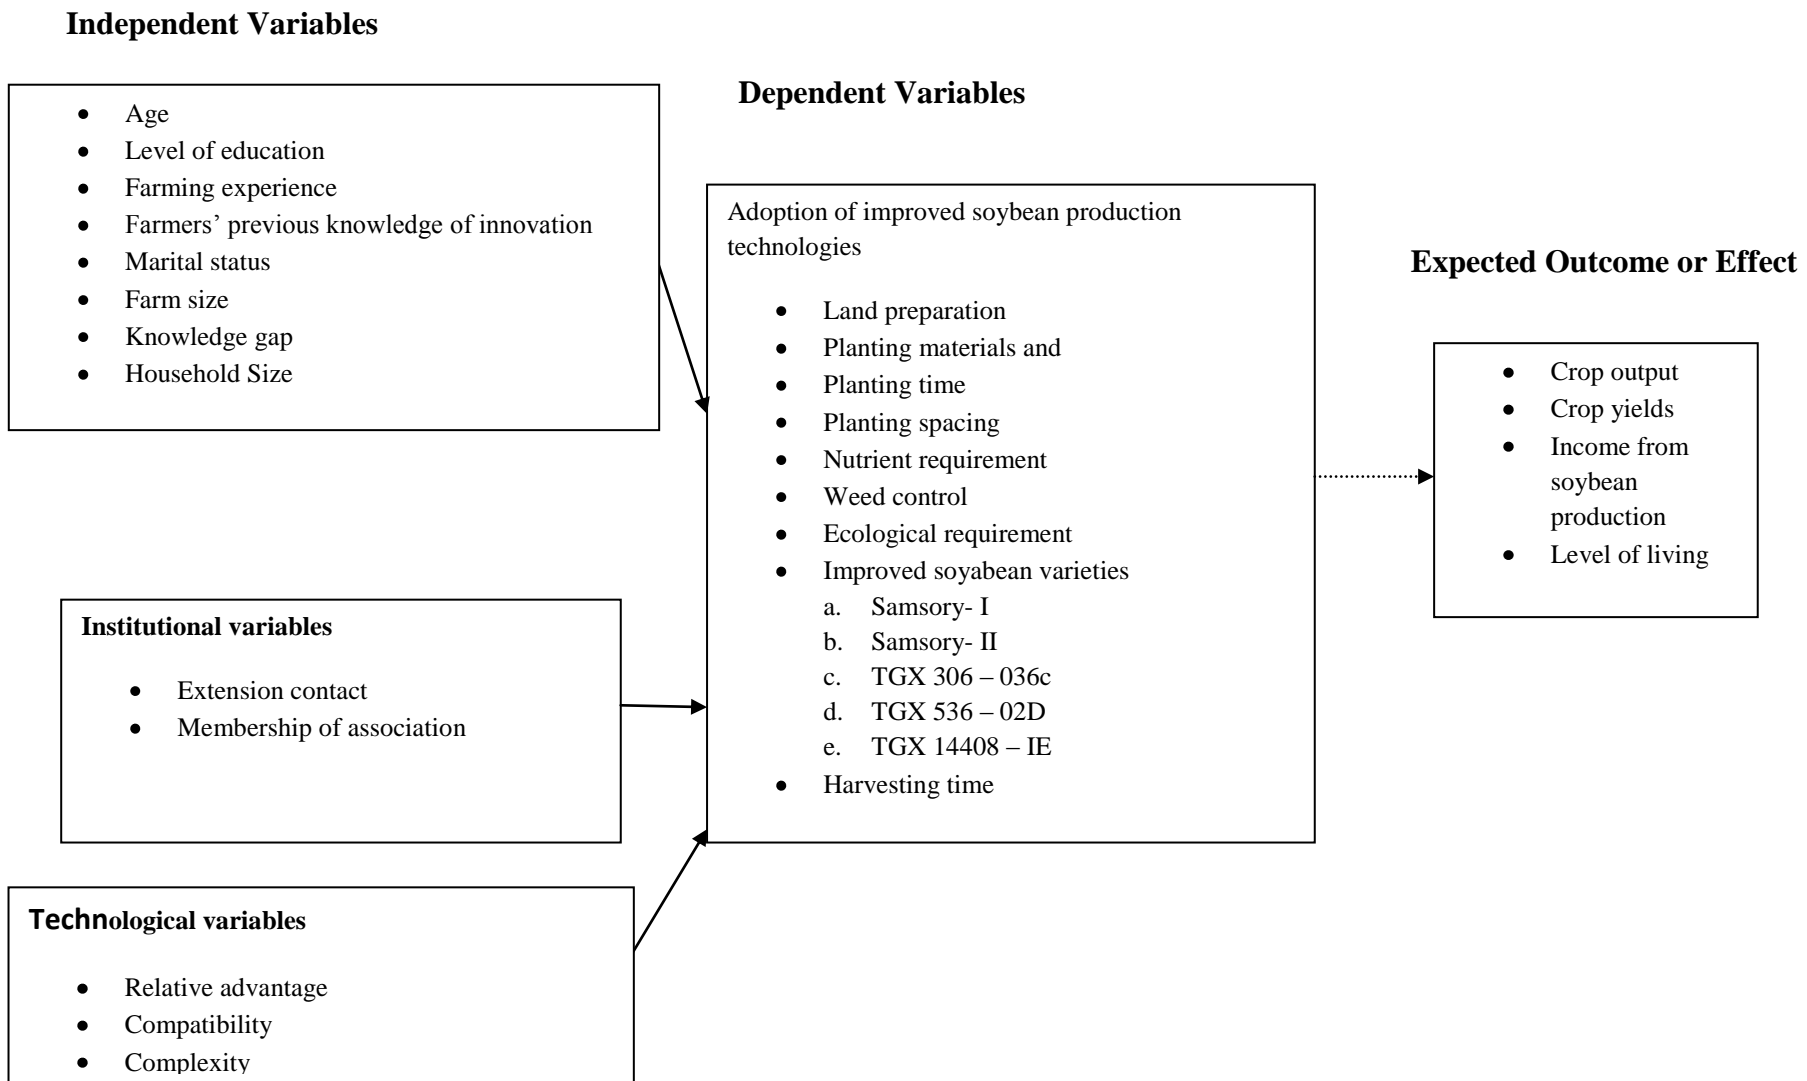 Independent Variables
• Age
• Level of education
• Farming experience
• Farmers’ previous knowledge of innovation
• Marital status
• Farm size
• Knowledge gap
• Household Size
Institutional variables
• Extension contact
• Membership of association
Technological variables
• Relative advantage
• Compatibility
• Complexity
Dependent Variables
Adoption of improved soybean production
technologies
• Land preparation
• Planting materials and
• Planting time
• Planting spacing
• Nutrient requirement
• Weed control
• Ecological requirement
• Improved soyabean varieties
a. Samsory- I
b. Samsory- II
c. TGX 306 – 036c
d. TGX 536 – 02D
e. TGX 14408 – IE
• Harvesting time
Expected Outcome or Effect
• Crop output
• Crop yields
• Income from
soybean
production
• Level of living